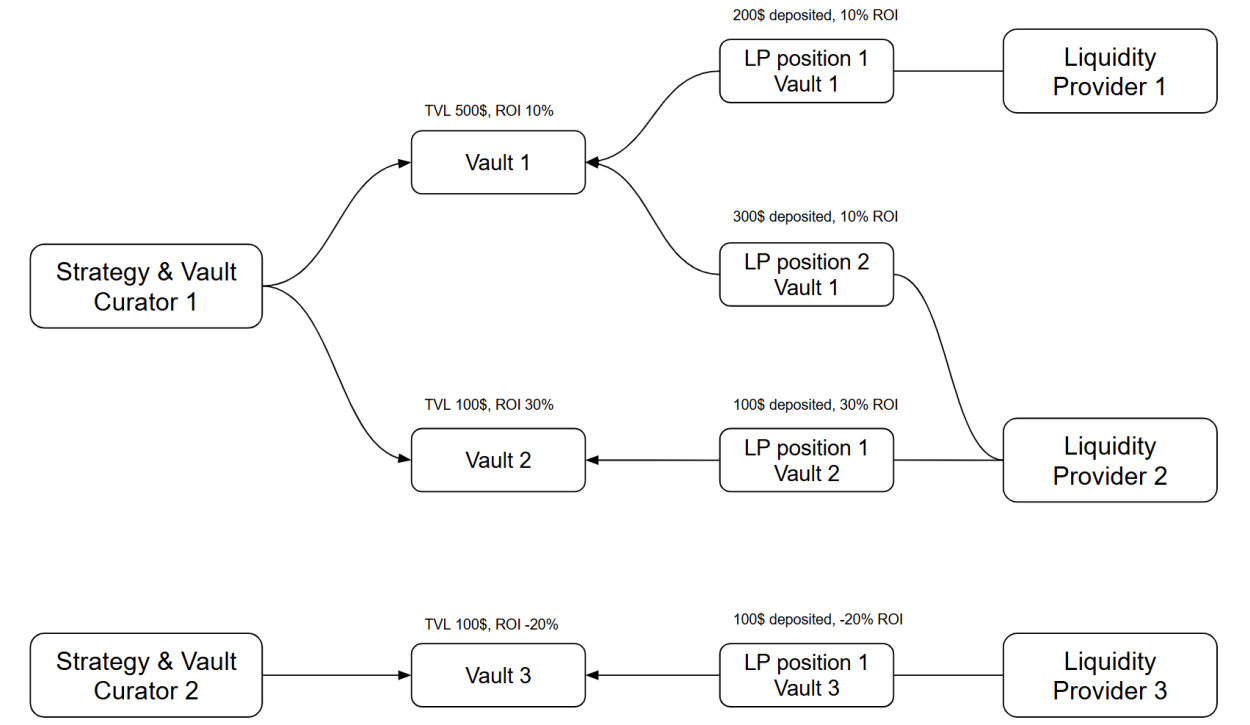 200$ deposited, 10% ROI
LP position 1
Vault 1
Liquidity
Provider 1
TVL 500$, ROI 10%
Vault 1
300$ deposited, 10% ROI
LP position 2
Vault 1
Strategy & Vault
Curator 1
TVL 100$, ROI 30%
Vault 2
100$ deposited, 30% ROI
LP position 1
Vault 2
Liquidity
Provider 2
Strategy & Vault
Curator 2
TVL 100$, ROI -20%
Vault 3
100$ deposited, -20% ROI
LP position 1
Vault 3
Liquidity
Provider 3